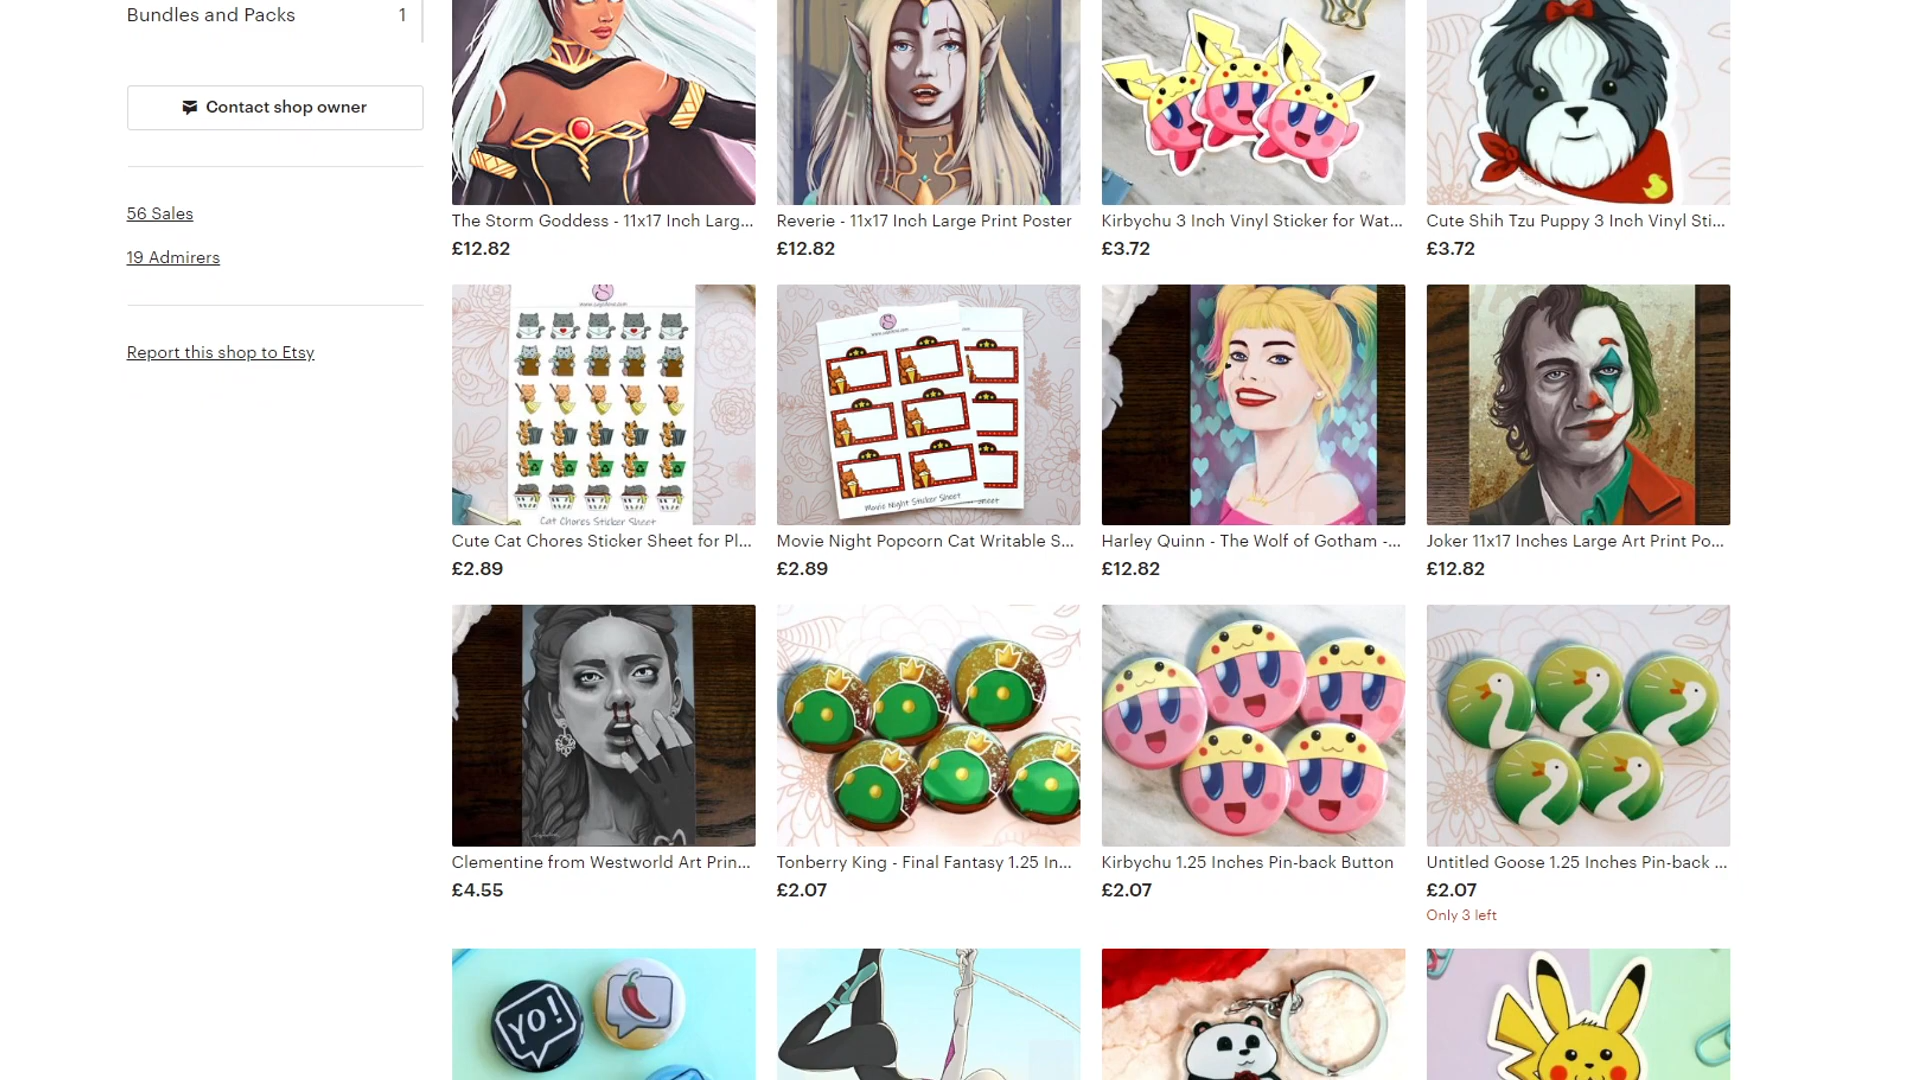 Bundles and Packs 1
Contact shop owner
56 Sales
19 Admirers
Report this shop to Etsy
The Storm Goddess - 11x17 Inch Larg...
£12.82
Reverie - 11x17 Inch Large Print Poster
£12.82
Kirbychu 3 Inch Vinyl Sticker for Wat...
£3.72
Cute Shih Tzu Puppy 3 Inch Vinyl Sti...
£3.72
S
Cat Chores Sticker Sheet
Cute Cat Chores Sticker Sheet for Pl...
£2.89
S
Movie Night Sticker Sheet
Sheet
Movie Night Popcorn Cat Writable S...
£2.89
Harley Quinn - The Wolf of Gotham -...
£12.82
Joker 11x17 Inches Large Art Print Po...
£12.82
Clementine from Westworld Art Prin...
£4.55
Tonberry King - Final Fantasy 1.25 In...
£2.07
Kirbychu 1.25 Inches Pin-back Button
£2.07
Untitled Goose 1.25 Inches Pin-back ...
£2.07
Only 3 left
YO!